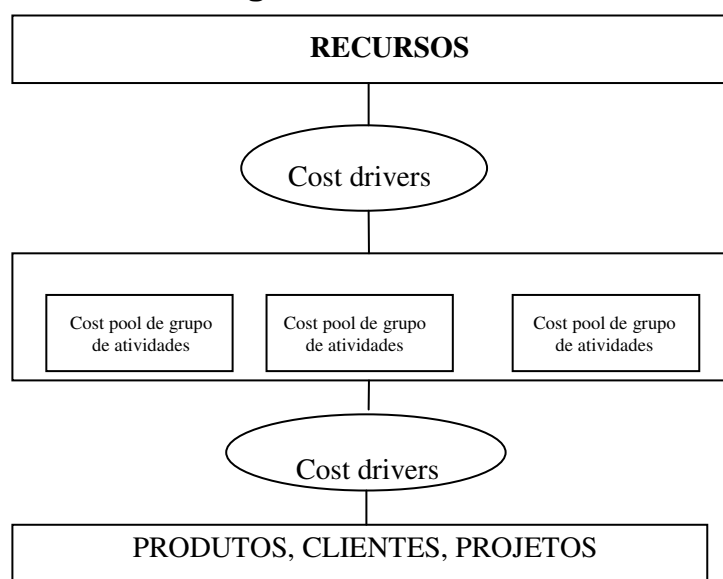 RECURSOS
Cost drivers
Cost pool de grupo
de atividades
Cost pool de grupo
de atividades
Cost pool de grupo
de atividades
Cost drivers
PRODUTOS, CLIENTES, PROJETOS